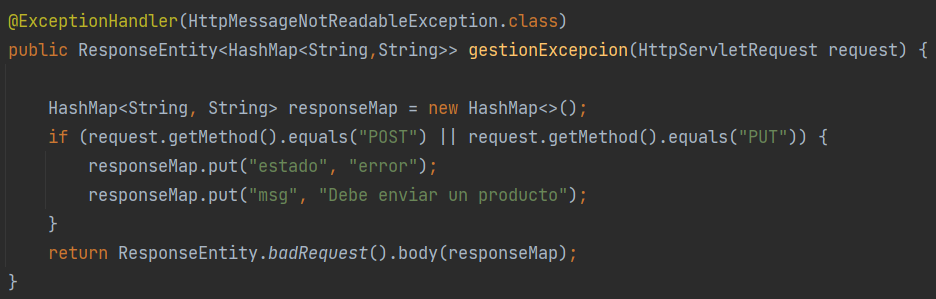 @ExceptionHandler(HttpMessageNotReadableException.class)
public ResponseEntity<HashMap<String,String>> gestionExcepcion(HttpServletRequest request) {
HashMap<String, String> responseMap = new HashMap<>();
if (request.getMethod().equals("POST") || request.getMethod().equals("PUT")) {
responseMap.put("estado", "error");
responseMap.put("msg", "Debe enviar un producto");
}
return ResponseEntity.badRequest().body(responseMap);
}